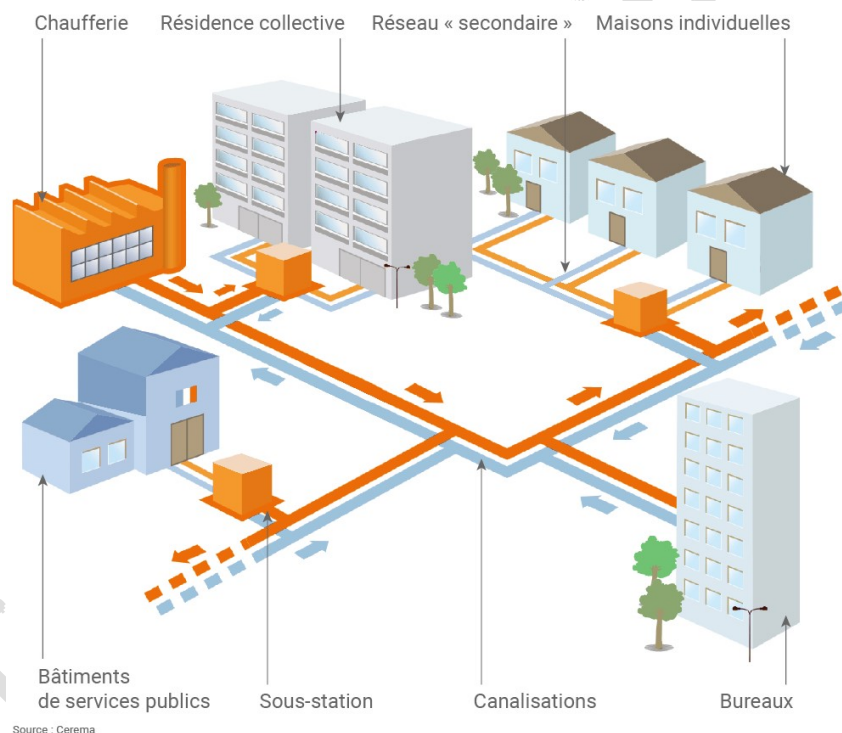 Chaufferie
Résidence collective
Réseau « secondaire »
Maisons individuelles
Bâtiments
de services publics
Sous-station
Canalisations
Bureaux
Source : Cerema